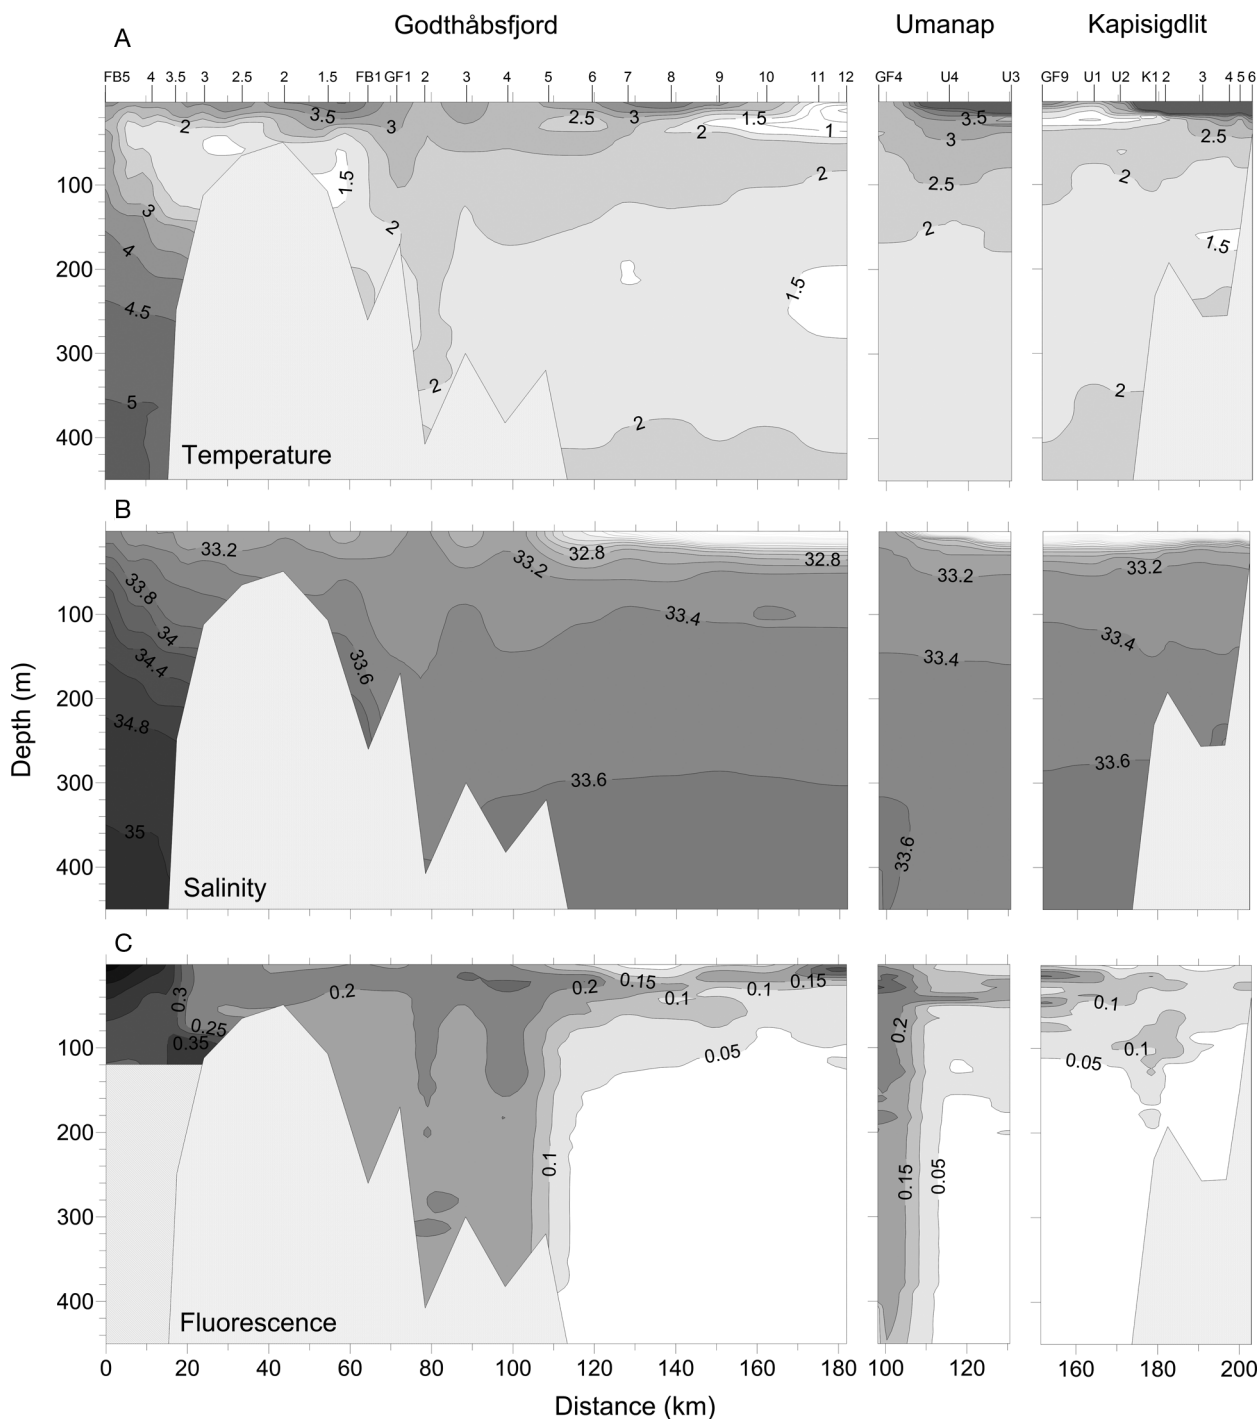 A Godthåbsfjord Umanap Kapisigdlit
FB5 4 3.5 3 2.5 2 1.5 FB1 GF1 2 3 4 5 6 7 8 9 10 11 12 GF4 U4 U3 GF9 U1 U2 K1 2 3 4 5 6
2 3.5 3 2.5 3 2 1.5 1 3.5 3 2.5
100 3 1.5 2 2 2.5 2
200 4 4.5 1.5 2 1.5
300 2 2
400 5 2
Temperature
B
33.2 33.2 32.8 32.8 33.2 33.2
100 33.8 34 34.4 33.6 33.4 33.4 33.4
200 34.8
300 33.6 33.6
400 35 33.6
Salinity
Depth (m)
C
0.3 0.25 0.35 0.2 0.2 0.15 0.1 0.1 0.15 0.2 0.1
100 0.05 0.1 0.05
200 0.1 0.15 0.05
300
400
Fluorescence
0 20 40 60 80 100 120 140 160 180 100 120 160 180 200
Distance (km)